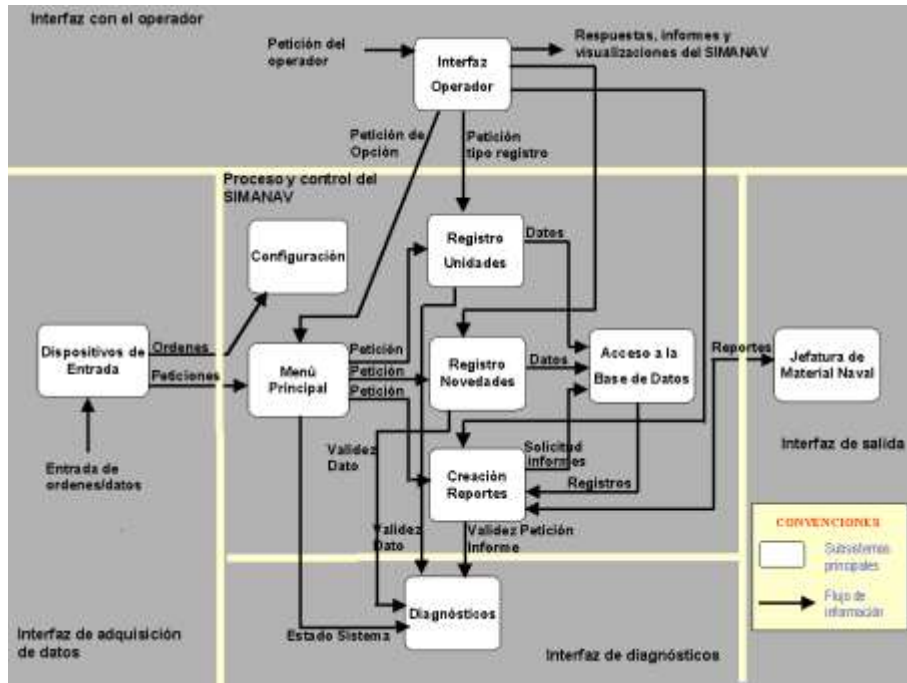 Interfaz con el operador
Petición del
operador
Interfaz
Operador
Respuestas, informes y
visualizaciones del SIMANAV
Petición de
Opción
Petición
tipo registro
Proceso y control del
SIMANAV
Configuración
Registro
Unidades
Datos
Dispositivos de
Entrada
Ordenes
Peticiones
Menú
Principal
Petición
Petición
Petición
Registro
Novedades
Datos
Acceso a la
Base de Datos
Reportes
Jefatura de
Material Naval
Entrada de
ordenes/datos
Validez
Dato
Creación
Reportes
Solicitud
informes
Registros
Interfaz de salida
Validez
Dato
Validez Petición
Informe
CONVENCIONES
Subsistemas
principales
Flujo de
información
Diagnósticos
Estado Sistema
Interfaz de adquisición
de datos
Interfaz de diagnósticos